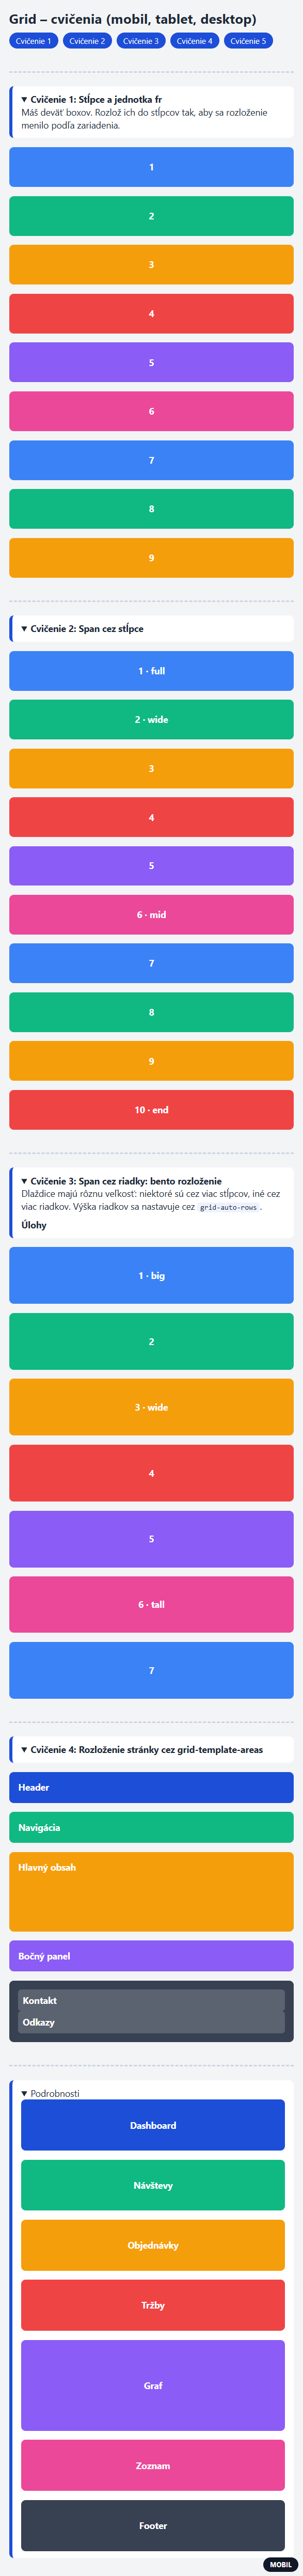 Grid – cvičenia (mobil, tablet, desktop)
Cvičenie 1
Cvičenie 2
Cvičenie 3
Cvičenie 4
Cvičenie 5
▼ Cvičenie 1: Stĺpce a jednotka fr
Máš deväť boxov. Rozlož ich do stĺpcov tak, aby sa rozloženie
menilo podľa zariadenia.
1
2
3
4
5
6
7
8
9
▼ Cvičenie 2: Span cez stĺpce
1 · full
2 · wide
3
4
5
6 · mid
7
8
9
10 · end
▼ Cvičenie 3: Span cez riadky: bento rozloženie
Dlaždice majú rôznu veľkosť: niektoré sú cez viac stĺpcov, iné cez
viac riadkov. Výška riadkov sa nastavuje cez grid-auto-rows.
Úlohy
1 · big
2
3 · wide
4
5
6 · tall
7
▼ Cvičenie 4: Rozloženie stránky cez grid-template-areas
Header
Navigácia
Hlavný obsah
Bočný panel
Kontakt
Odkazy
▼ Podrobnosti
Dashboard
Návštevy
Objednávky
Tržby
Graf
Zoznam
Footer
MOBIL